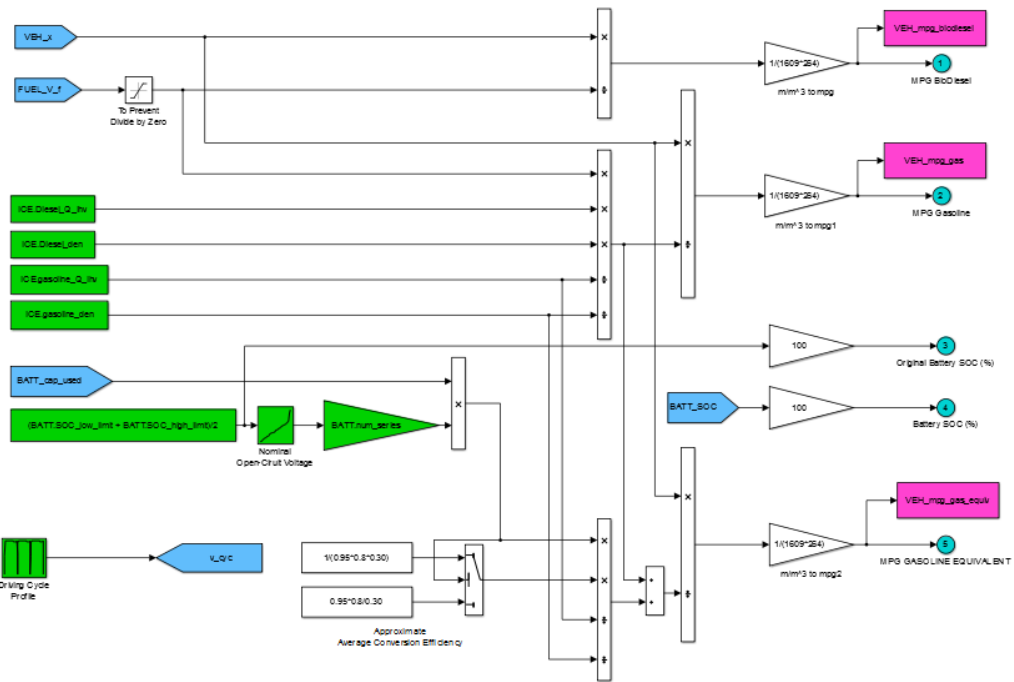 VEH_x
VEH_mpg_biodiesel
1
1/(1609*264)
MPG BioDiesel
m/m^3 to mpg
FUEL_V_f
To Prevent
Divide by Zero
VEH_mpg_gas
2
1/(1609*264)
MPG Gasoline
m/m^3 to mpg1
ICE.Diesel_Q_lhv
ICE.Diesel_den
ICE.gasoline_Q_lhv
ICE.gasoline_den
100
3
Original Battery SOC (%)
BATT_cap_used
BATT_SOC
100
4
Battery SOC (%)
(BATT.SOC_low_limit + BATT.SOC_high_limit)/2
BATT.num_series
Nominal
Open-Ciruit Voltage
VEH_mpg_gas_equiv
1/(1609*264)
5
MPG GASOLINE EQUIVALENT
m/m^3 to mpg2
v_cyc
Driving Cycle
Profile
1/(0.95*0.8*0.30)
0.95*0.8/0.30
Approximate
Average Conversion Efficiency